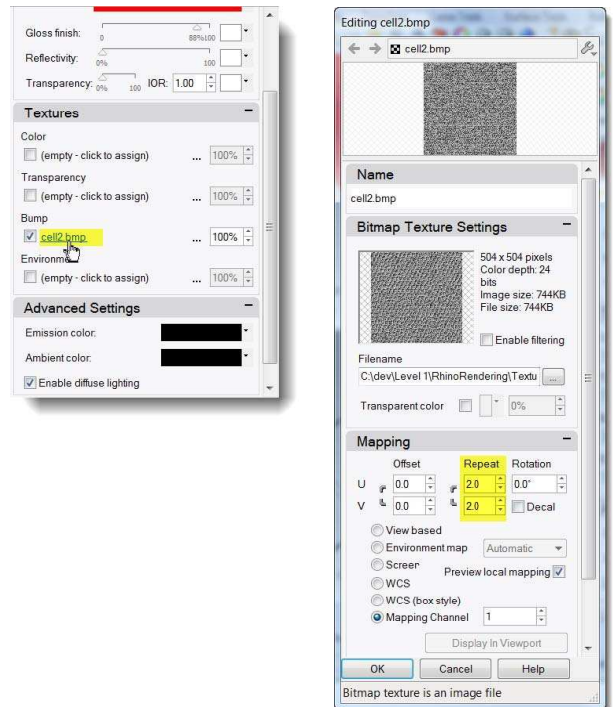 Gloss finish: 0 88% 100
Reflectivity: 0% 100
Transparency: 0% 100 IOR: 1.00
Textures
Color
(empty - click to assign) ... 100%
Transparency
(empty - click to assign) ... 100%
Bump
cell2.bmp ... 100%
(empty - click to assign) ... 100%
Advanced Settings
Emission color:
Ambient color:
Enable diffuse lighting
Editing cell2.bmp
cell2.bmp
Name
cell2.bmp
Bitmap Texture Settings
504 x 504 pixels
Color depth: 24
bits
Image size: 744KB
File size: 744KB
Enable filtering
Filename
C:\dev\Level 1\RhinoRendering\Textu ...
Transparent color 0%
Mapping
Offset Repeat Rotation
U 0.0 2.0 0.0°
V 0.0 2.0 Decal
View based
Environment map Automatic
Screen
Preview local mapping
WCS
WCS (box style)
Mapping Channel 1
Display In Viewport
OK Cancel Help
Bitmap texture is an image file